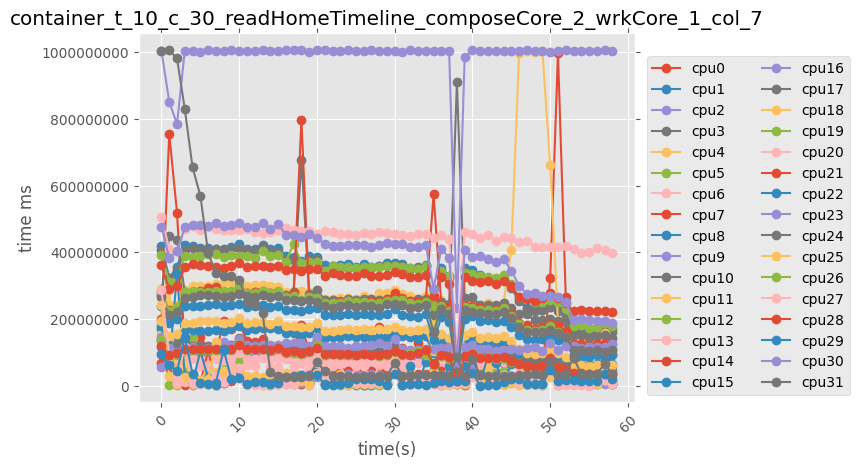 container_t_10_c_30_readHomeTimeline_composeCore_2_wrkCore_1_col_7
1000000000
800000000
600000000
400000000
200000000
0
time ms
0
10
20
30
40
50
60
time(s)
cpu0
cpu1
cpu2
cpu3
cpu4
cpu5
cpu6
cpu7
cpu8
cpu9
cpu10
cpu11
cpu12
cpu13
cpu14
cpu15
cpu16
cpu17
cpu18
cpu19
cpu20
cpu21
cpu22
cpu23
cpu24
cpu25
cpu26
cpu27
cpu28
cpu29
cpu30
cpu31